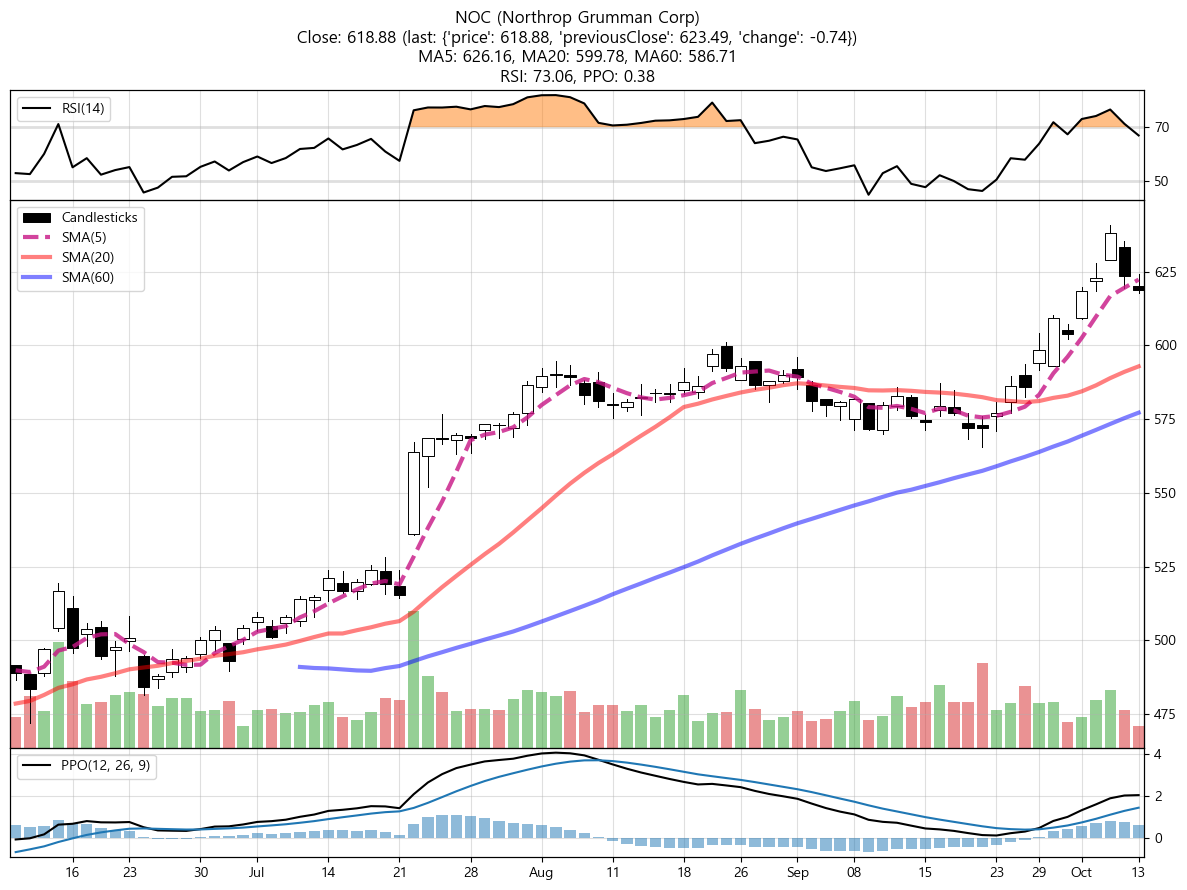 NOC (Northrop Grumman Corp)
Close: 618.88 (last: {'price': 618.88, 'previousClose': 623.49, 'change': -0.74})
MA5: 626.16, MA20: 599.78, MA60: 586.71
RSI: 73.06, PPO: 0.38
RSI(14)
70
50
Candlesticks
SMA(5)
SMA(20)
SMA(60)
625
600
575
550
525
500
475
PPO(12, 26, 9)
4
2
0
16 23 30 Jul 14 21 28 Aug 11 18 26 Sep 08 15 23 29 Oct 13